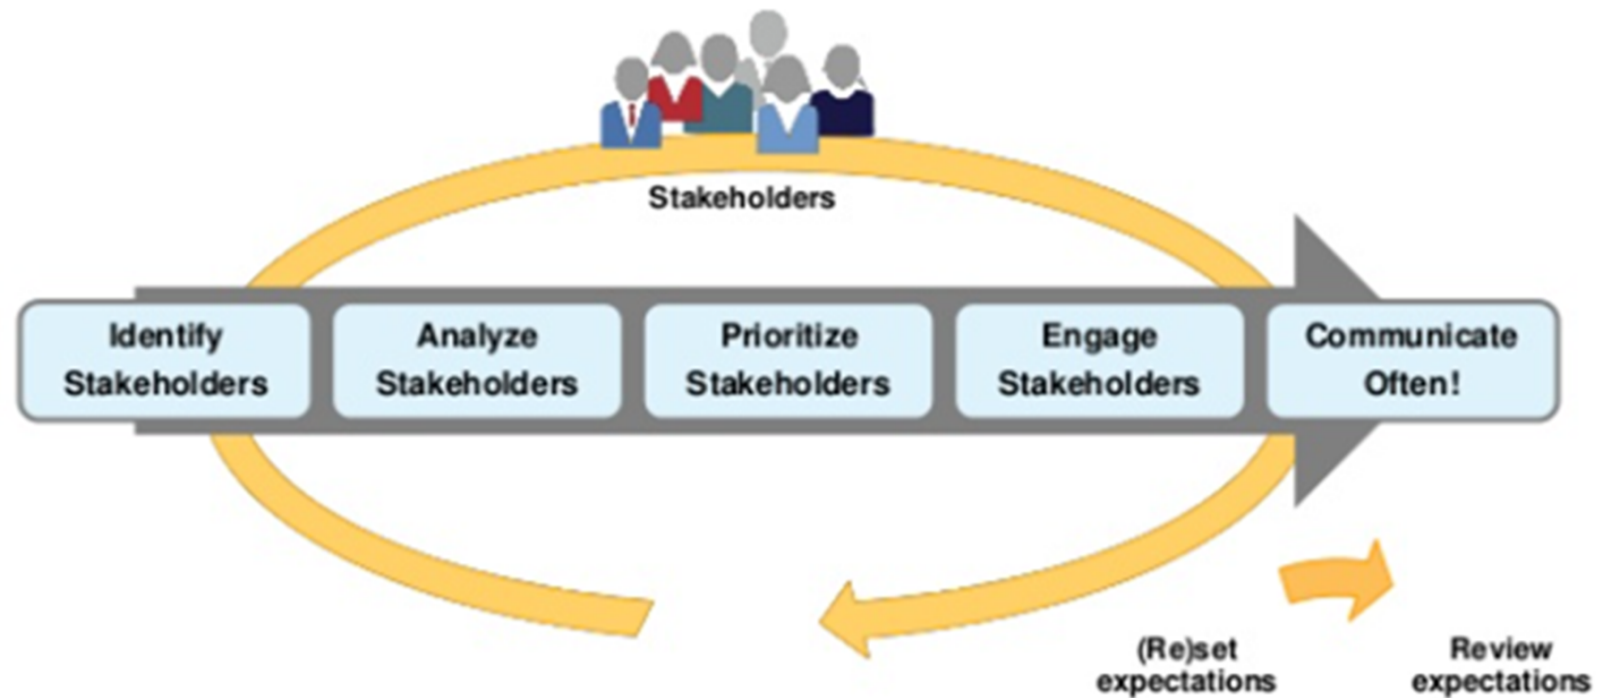 Stakeholders
Identify
Stakeholders
Analyze
Stakeholders
Prioritize
Stakeholders
Engage
Stakeholders
Communicate
Often!
(Re)set
expectations
Review
expectations